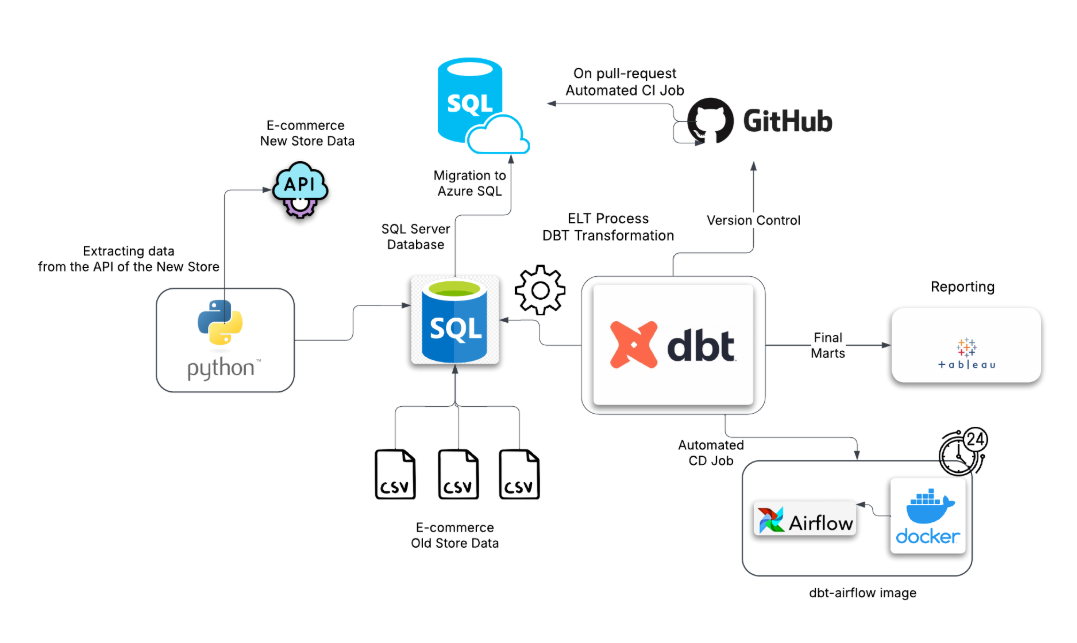 On pull-request
Automated CI Job
SQL
GitHub
E-commerce
New Store Data
API
Migration to
Azure SQL
SQL Server
Database
ELT Process
DBT Transformation
Version Control
Extracting data
from the API of the New Store
python™
SQL
dbt
Final
Marts
Reporting
+ a b l e a u
CSV
CSV
CSV
E-commerce
Old Store Data
Automated
CD Job
24
Airflow
docker
dbt-airflow image